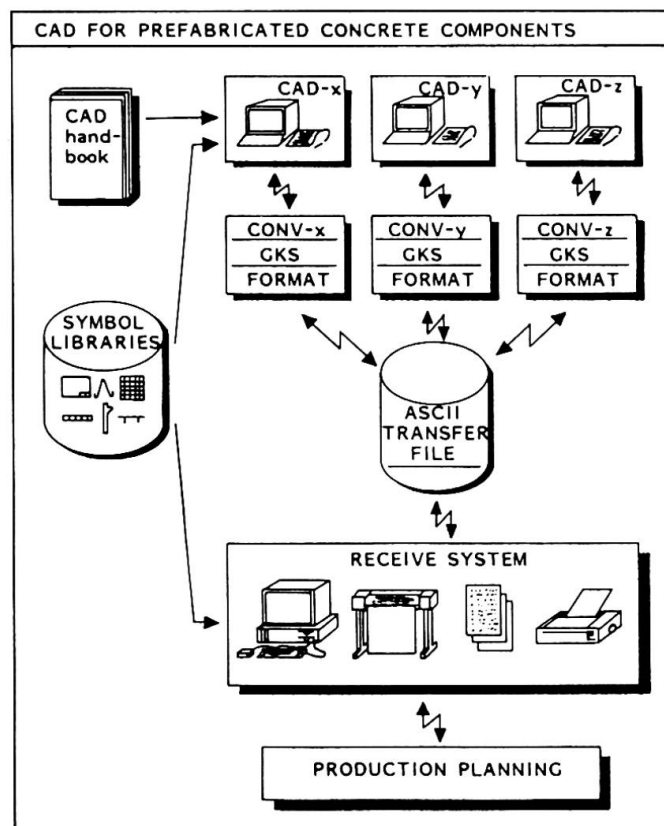 CAD FOR PREFABRICATED CONCRETE COMPONENTS
CAD
hand-
book
CAD-x
CAD-y
CAD-z
CONV-x
GKS
FORMAT
CONV-y
GKS
FORMAT
CONV-z
GKS
FORMAT
SYMBOL
LIBRARIES
ASCII
TRANSFER
FILE
RECEIVE SYSTEM
PRODUCTION PLANNING